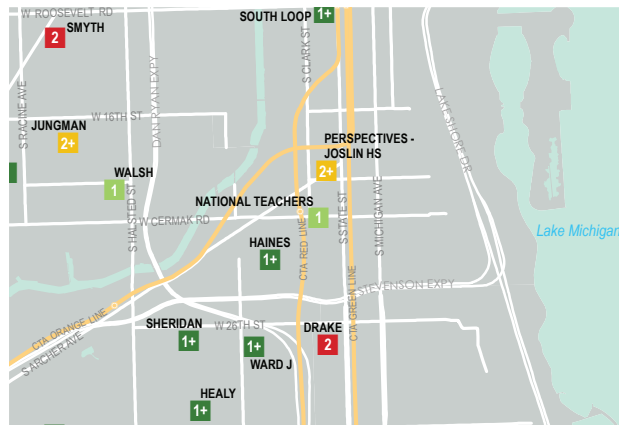 W ROOSEVELT RD
SOUTH LOOP
1+
SMYTH
2
S RACINE AVE
DAN RYAN EXPY
S CLARK ST
LAKE SHORE DR
W 16TH ST
JUNGMAN
2+
PERSPECTIVES -
JOSLIN HS
2+
WALSH
1
S HALSTED ST
NATIONAL TEACHERS
1
W CERMAK RD
S STATE ST
S MICHIGAN AVE
Lake Michigan
HAINES
1+
CTA RED LINE
CTA GREEN LINE
STEVENSON EXPY
CTA ORANGE LINE
S ARCHER AVE
SHERIDAN
1+
W 26TH ST
DRAKE
2
1+
WARD J
HEALY
1+